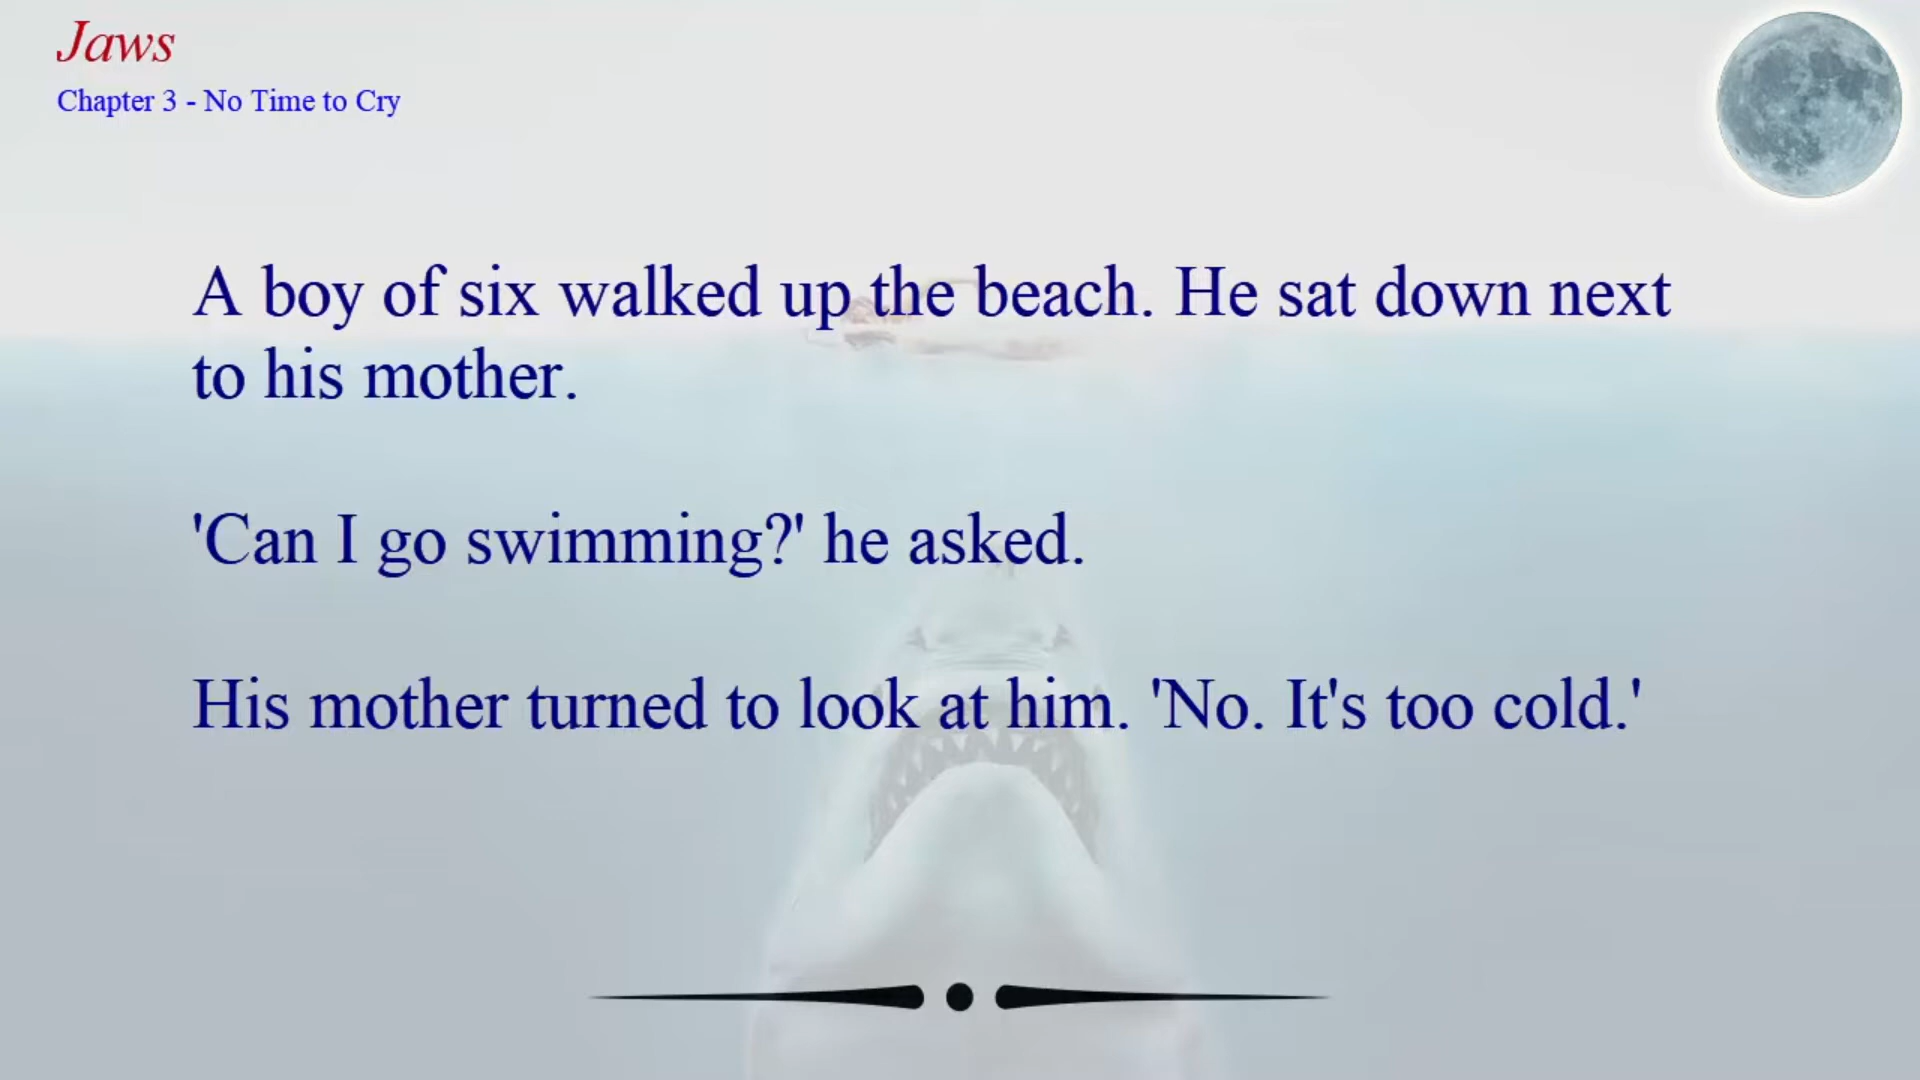 Jaws
Chapter 3 - No Time to Cry
A boy of six walked up the beach. He sat down next
to his mother.
'Can I go swimming?' he asked.
His mother turned to look at him. 'No. It's too cold.'